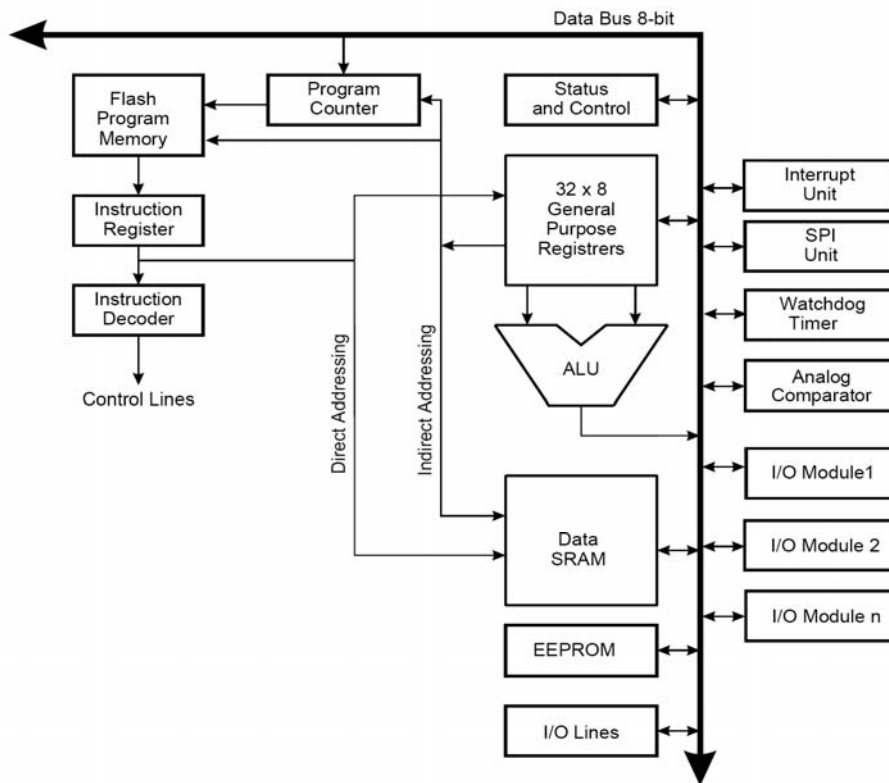 Data Bus 8-bit
Flash
Program
Memory
Program
Counter
Status
and Control
32 x 8
General
Purpose
Registrers
Interrupt
Unit
Instruction
Register
SPI
Unit
Instruction
Decoder
Watchdog
Timer
Control Lines
Direct Addressing
Indirect Addressing
ALU
Analog
Comparator
I/O Module1
Data
SRAM
I/O Module 2
I/O Module n
EEPROM
I/O Lines